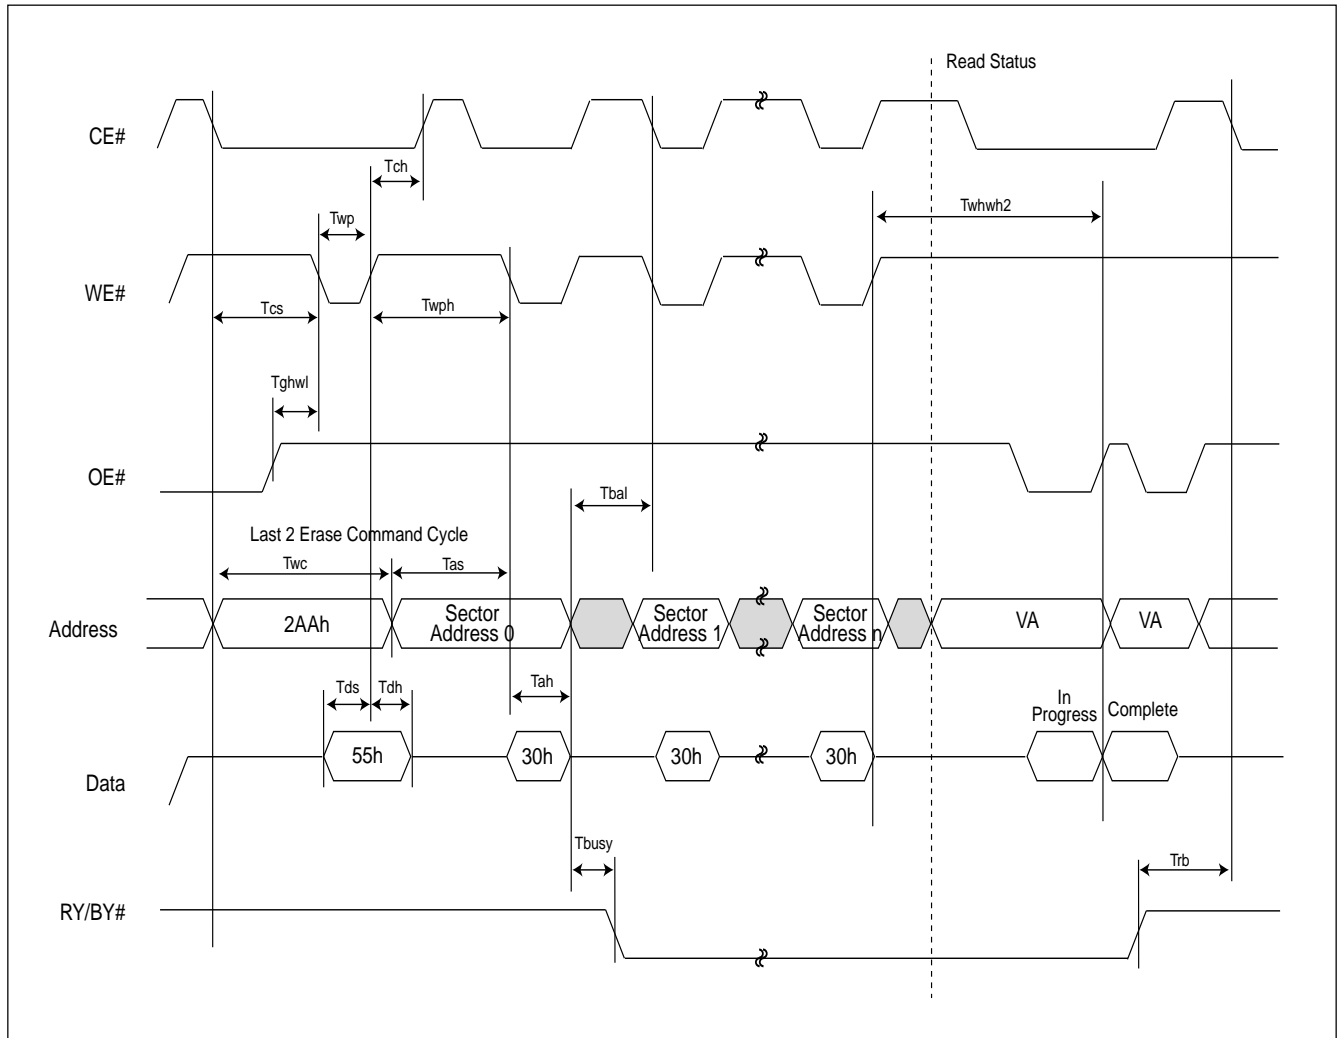 Read Status
CE#
Tch
Twp
Twhwh2
WE#
Tcs
Twph
Tghwl
OE#
Tbal
Last 2 Erase Command Cycle
Twc
Tas
Address
2AAh
Sector
Address 0
Sector
Address 1
Sector
Address n
VA
VA
Tds
Tdh
Tah
In
Progress
Complete
Data
55h
30h
30h
30h
Tbusy
Trb
RY/BY#